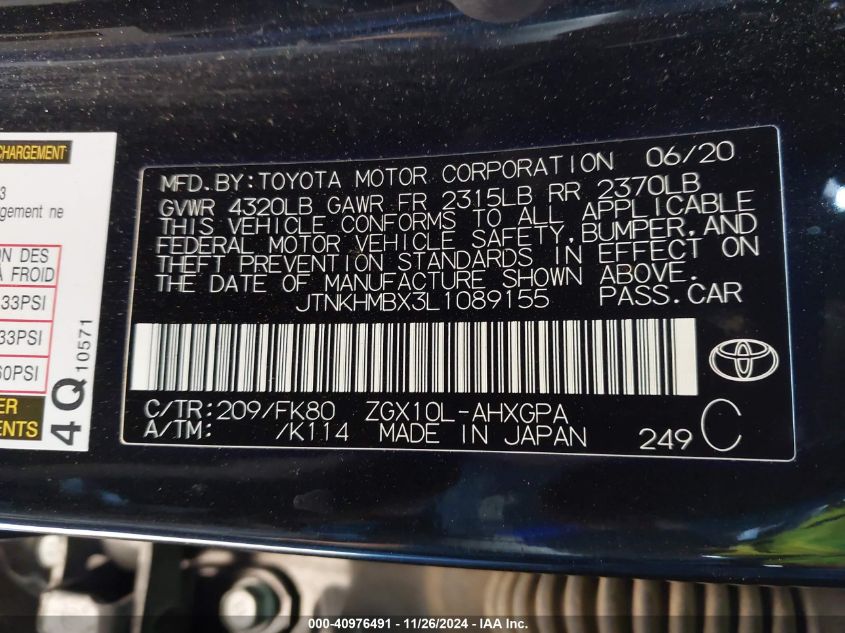 CHARGEMENT
3
rgement ne
ON DES
À FROID
33PSI
33PSI
60PSI
ER
ENTS
4Q
10571
MFD.BY:TOYOTA MOTOR CORPORATION 06/20
GVWR 4320LB GAWR FR 2315LB RR 2370LB
THIS VEHICLE CONFORMS TO ALL APPLICABLE
FEDERAL MOTOR VEHICLE SAFETY,BUMPER,AND
THEFT PREVENTION STANDARDS IN EFFECT ON
THE DATE OF MANUFACTURE SHOWN ABOVE.
JTNKHMBX3L1089155 PASS.CAR
C/TR:209/FK80 ZGX10L-AHXGPA
A/TM: /K114 MADE IN JAPAN 249 C
000-40976491 - 11/26/2024 - IAA Inc.